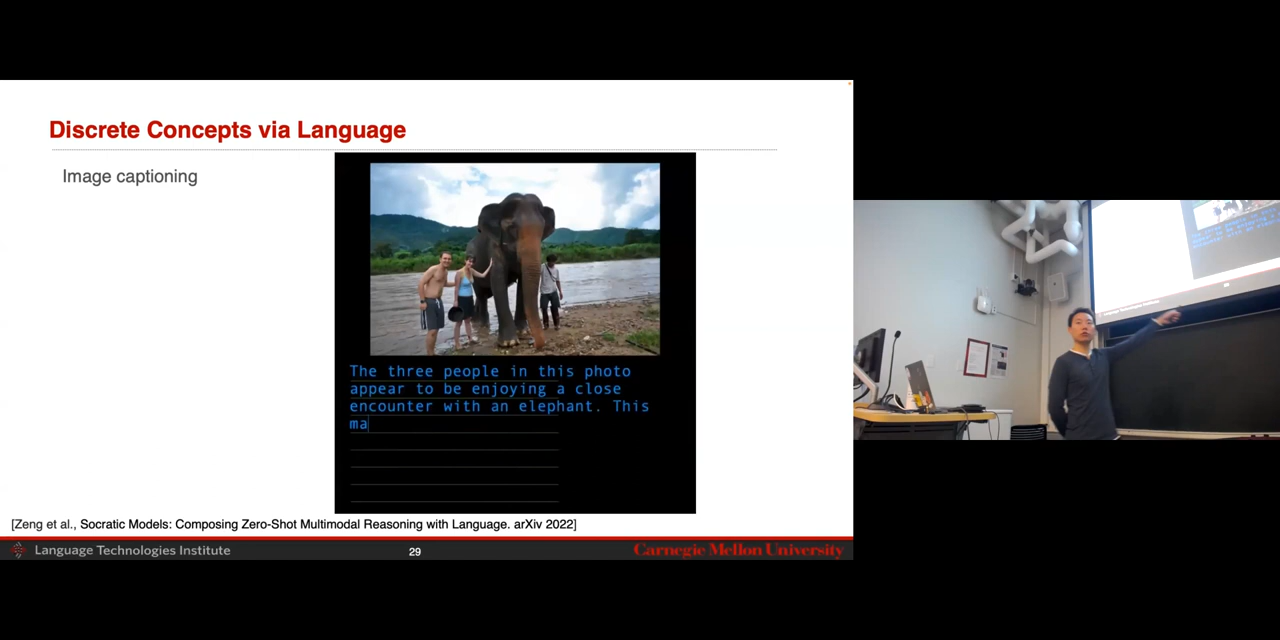 Discrete Concepts via Language
Image captioning
The three people in this photo
appear to be enjoying a close
encounter with an elephant. This
ma
[Zeng et al., Socratic Models: Composing Zero-Shot Multimodal Reasoning with Language. arXiv 2022]
Language Technologies Institute
29
Carnegie Mellon University